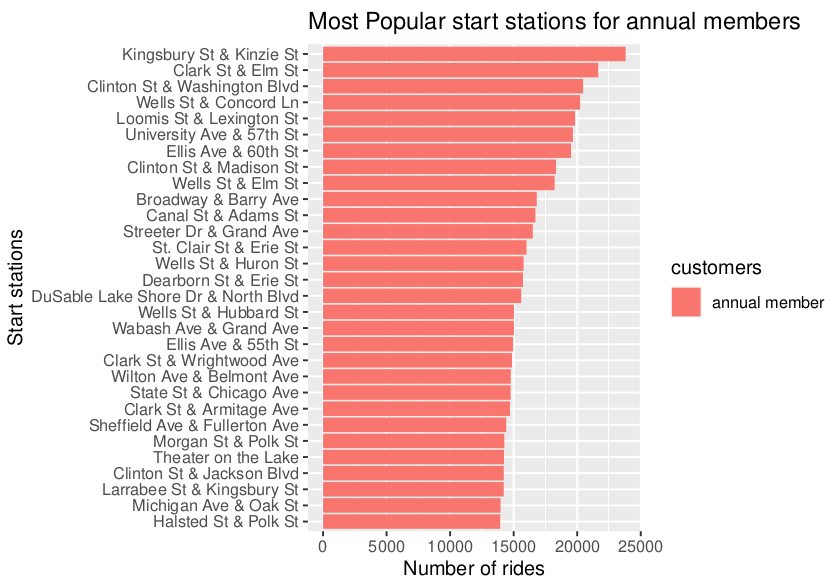 Most Popular start stations for annual members
Start stations
Kingsbury St & Kinzie St
Clark St & Elm St
Clinton St & Washington Blvd
Wells St & Concord Ln
Loomis St & Lexington St
University Ave & 57th St
Ellis Ave & 60th St
Clinton St & Madison St
Wells St & Elm St
Broadway & Barry Ave
Canal St & Adams St
Streeter Dr & Grand Ave
St. Clair St & Erie St
Wells St & Huron St
Dearborn St & Erie St
DuSable Lake Shore Dr & North Blvd
Wells St & Hubbard St
Wabash Ave & Grand Ave
Ellis Ave & 55th St
Clark St & Wrightwood Ave
Wilton Ave & Belmont Ave
State St & Chicago Ave
Clark St & Armitage Ave
Sheffield Ave & Fullerton Ave
Morgan St & Polk St
Theater on the Lake
Clinton St & Jackson Blvd
Larrabee St & Kingsbury St
Michigan Ave & Oak St
Halsted St & Polk St
0 5000 10000 15000 20000 25000
Number of rides
customers
annual member